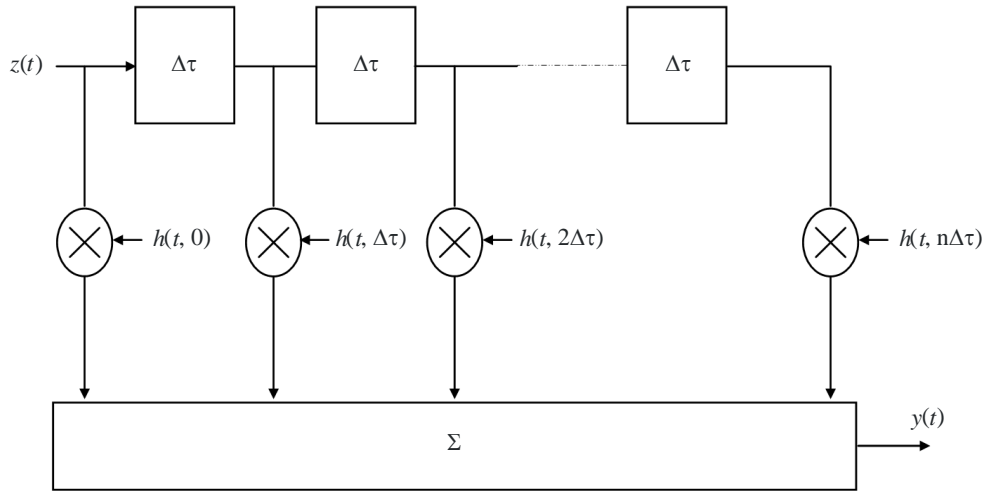 z(t)
Δτ
Δτ
Δτ
h(t, 0)
h(t, Δτ)
h(t, 2Δτ)
h(t, nΔτ)
Σ
y(t)